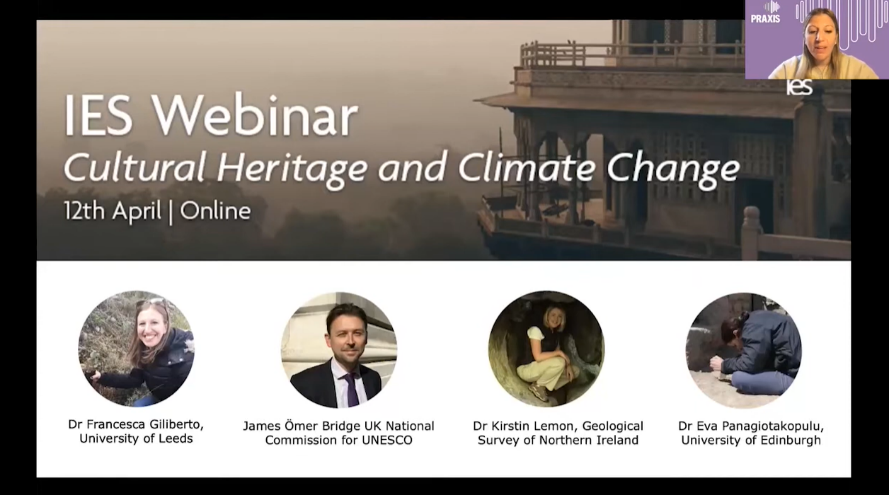 PRAXIS
ies
IES Webinar
Cultural Heritage and Climate Change
12th April | Online
Dr Francesca Giliberto,
University of Leeds
James Ömer Bridge UK National
Commission for UNESCO
Dr Kirstin Lemon, Geological
Survey of Northern Ireland
Dr Eva Panagiotakopulu,
University of Edinburgh